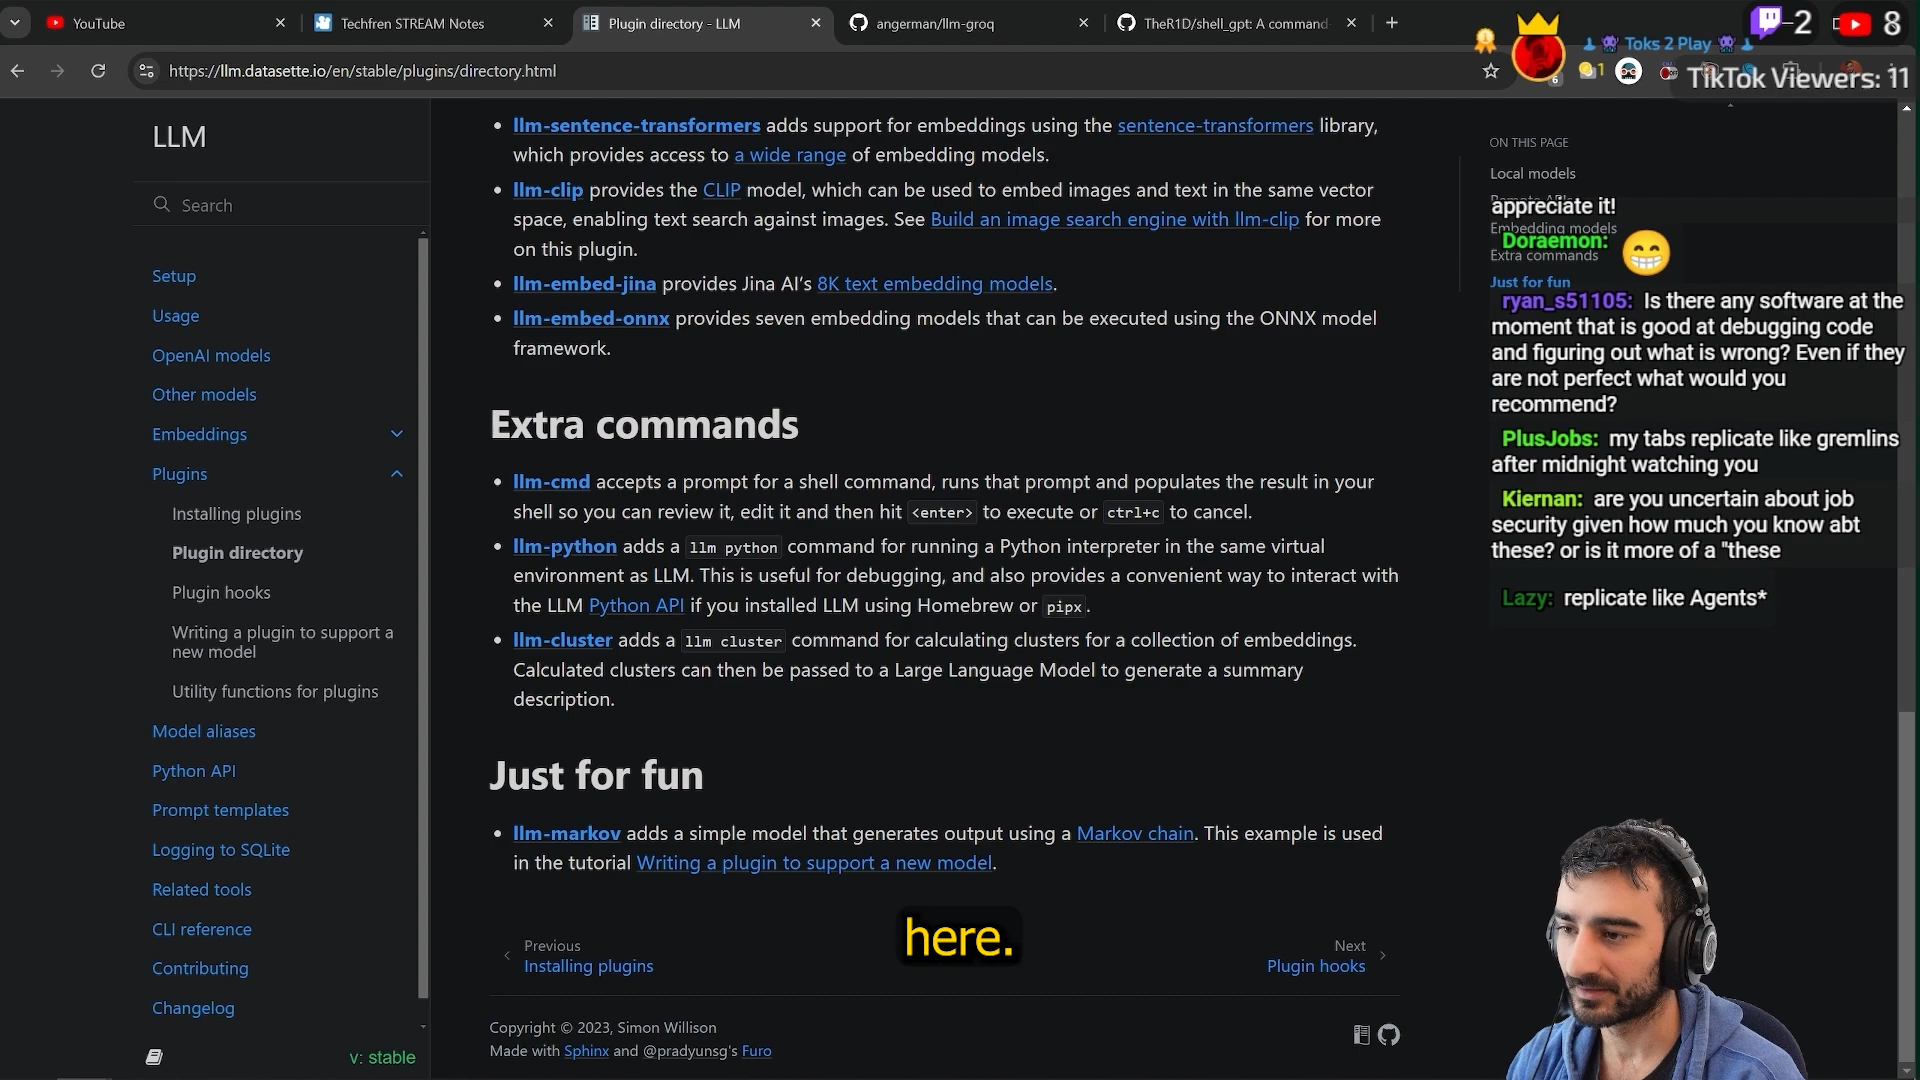 YouTube
Techfren STREAM Notes
Plugin directory - LLM
angerman/llm-groq
TheR1D/shell_gpt: A command
2
8
Toks 2 Play
https://llm.datasette.io/en/stable/plugins/directory.html
6
1
TikTok Viewers: 11
LLM
Search
Setup
Usage
OpenAI models
Other models
Embeddings
Plugins
Installing plugins
Plugin directory
Plugin hooks
Writing a plugin to support a
new model
Utility functions for plugins
Model aliases
Python API
Prompt templates
Logging to SQLite
Related tools
CLI reference
Contributing
Changelog
v: stable
llm-sentence-transformers adds support for embeddings using the sentence-transformers library,
which provides access to a wide range of embedding models.
llm-clip provides the CLIP model, which can be used to embed images and text in the same vector
space, enabling text search against images. See Build an image search engine with llm-clip for more
on this plugin.
llm-embed-jina provides Jina AI’s 8K text embedding models.
llm-embed-onnx provides seven embedding models that can be executed using the ONNX model
framework.
Extra commands
llm-cmd accepts a prompt for a shell command, runs that prompt and populates the result in your
shell so you can review it, edit it and then hit <enter> to execute or ctrl+c to cancel.
llm-python adds a llm python command for running a Python interpreter in the same virtual
environment as LLM. This is useful for debugging, and also provides a convenient way to interact with
the LLM Python API if you installed LLM using Homebrew or pipx.
llm-cluster adds a llm cluster command for calculating clusters for a collection of embeddings.
Calculated clusters can then be passed to a Large Language Model to generate a summary
description.
Just for fun
llm-markov adds a simple model that generates output using a Markov chain. This example is used
in the tutorial Writing a plugin to support a new model.
here.
Previous
Installing plugins
Next
Plugin hooks
Copyright © 2023, Simon Willison
Made with Sphinx and @pradyunsg's Furo
ON THIS PAGE
Local models
appreciate it!
Embedding models
Doraemon:
Extra commands
Just for fun
ryan_s51105: Is there any software at the
moment that is good at debugging code
and figuring out what is wrong? Even if they
are not perfect what would you
recommend?
PlusJobs: my tabs replicate like gremlins
after midnight watching you
Kiernan: are you uncertain about job
security given how much you know abt
these? or is it more of a "these
Lazy: replicate like Agents*